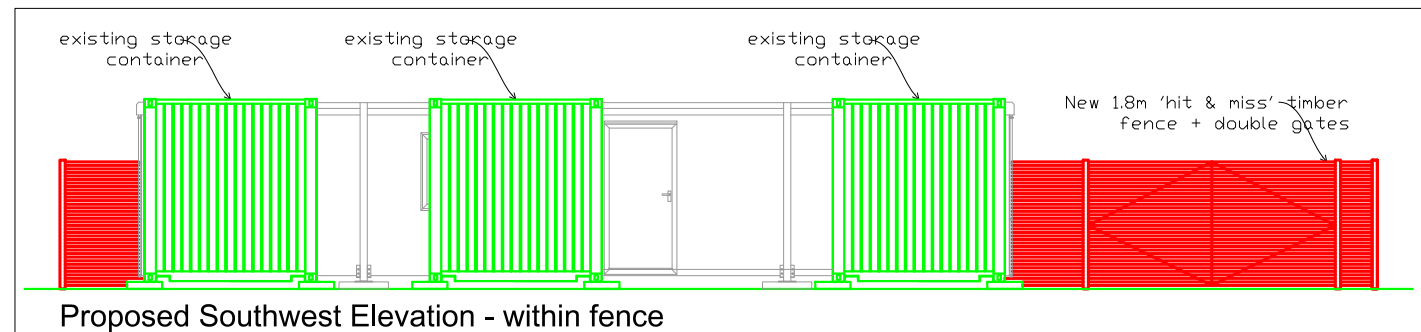 existing storage
container
existing storage
container
existing storage
container
New 1.8m 'hit & miss' timber
fence + double gates
Proposed Southwest Elevation - within fence